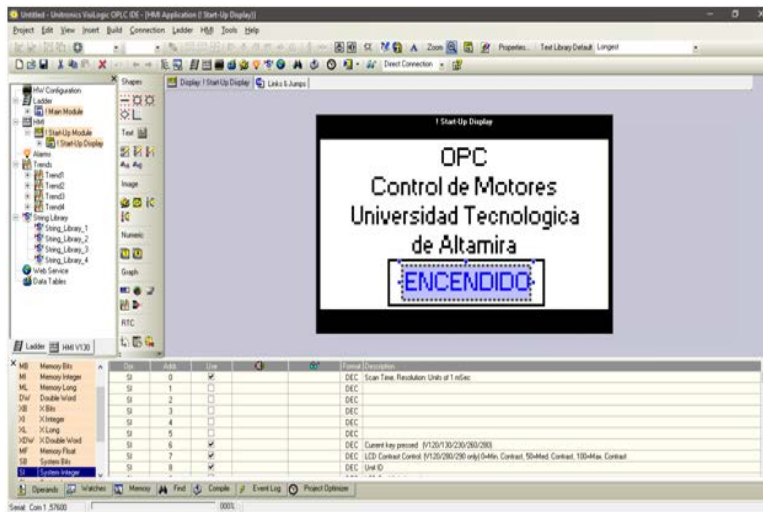 Untitled - Unitronics VisiLogic OPLC IDE - [HMI Application (! Start-Up Display)]
Project Edit View Insert Build Connection Ladder HMI Tools Help
A Zoom Properties... Text Library Default Longest
Direct Connection
HW Configuration
Ladder
! Main Module
HMI
! Start-Up Module
! Start-Up Display
Alarms
Trends
Trend1
Trend2
Trend3
Trend4
String Library
String_Library_1
String_Library_2
String_Library_3
String_Library_4
Web Service
Data Tables
Ladder HMI V130
Shapes
Text
Image
Numeric
Graph
RTC
Display: ! Start-Up Display Links & Jumps
! Start-Up Display
OPC
Control de Motores
Universidad Tecnologica
de Altamira
ENCENDIDO
MB Memory Bits
MI Memory Integer
ML Memory Long
DW Double Word
XB X Bits
XI X Integer
XL X Long
XDW X Double Word
MF Memory Float
SB System Bits
SI System Integer
Op: Addr: Use Format Description
SI 0 DEC Scan Time, Resolution: Units of 1 mSec
SI 1 DEC
SI 2 DEC
SI 3 DEC
SI 4 DEC
SI 5 DEC
SI 6 DEC Current key pressed (V120/130/230/260/280)
SI 7 DEC LCD Contrast Control (V120/280/290 only) 0=Min. Contrast, 50=Med. Contrast, 100=Max. Contrast
SI 8 DEC Unit ID
Operands Watches Memory Find Compile Event Log Project Optimizer
Serial: Com 1 ,57600 000%